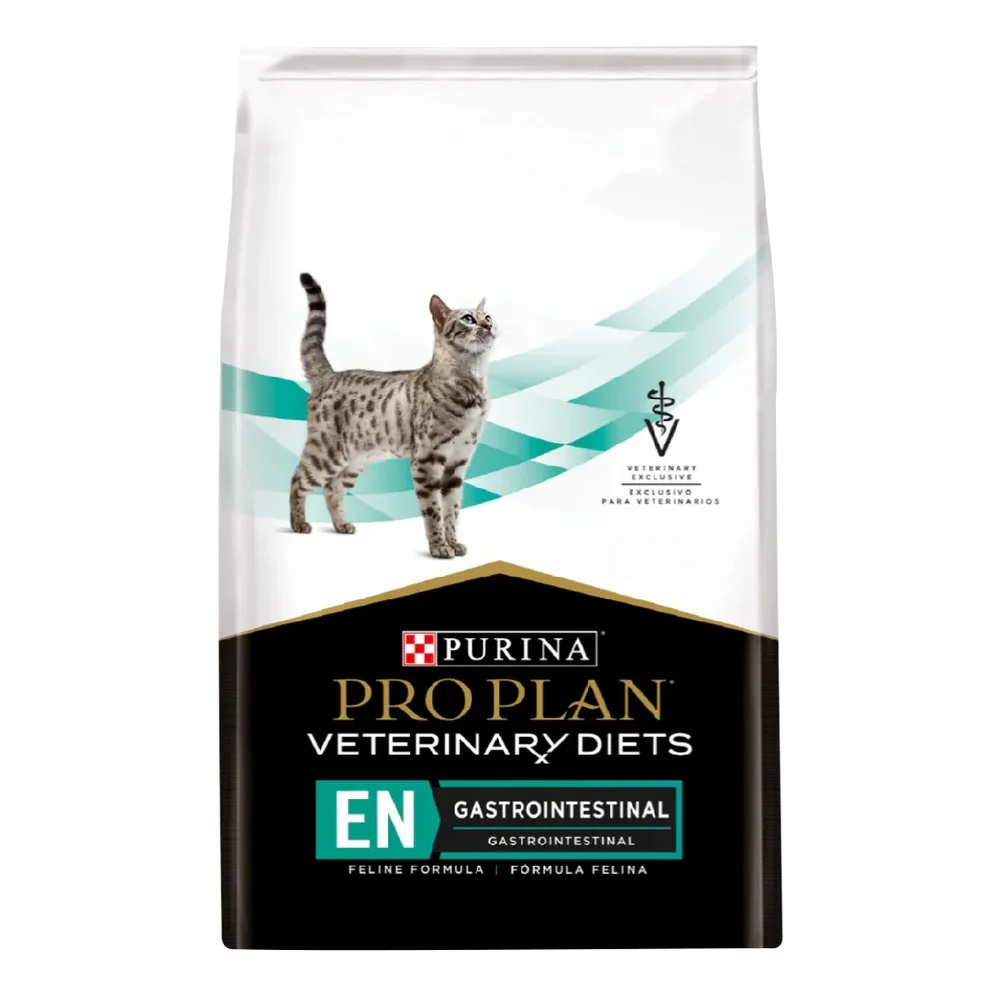 VETERINARY
EXCLUSIVE
EXCLUSIVO
PARA VETERINARIOS
PURINA®
PRO PLAN®
VETERINARY DIETS
EN GASTROINTESTINAL
GASTROINTESTINAL
FELINE FORMULA | FÓRMULA FELINA